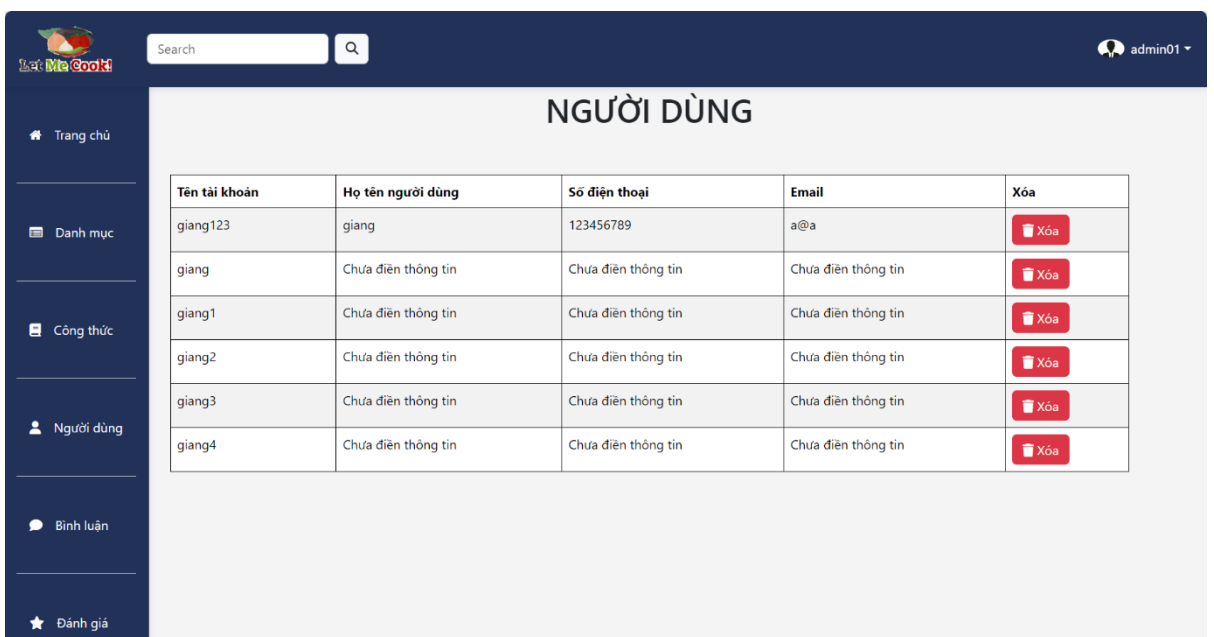 Let Me Cook!
Search
admin01
Trang chủ
Danh mục
Công thức
Người dùng
Bình luận
Đánh giá
NGƯỜI DÙNG
Tên tài khoản Họ tên người dùng Số điện thoại Email Xóa
giang123 giang 123456789 a@a Xóa
giang Chưa điền thông tin Chưa điền thông tin Chưa điền thông tin Xóa
giang1 Chưa điền thông tin Chưa điền thông tin Chưa điền thông tin Xóa
giang2 Chưa điền thông tin Chưa điền thông tin Chưa điền thông tin Xóa
giang3 Chưa điền thông tin Chưa điền thông tin Chưa điền thông tin Xóa
giang4 Chưa điền thông tin Chưa điền thông tin Chưa điền thông tin Xóa